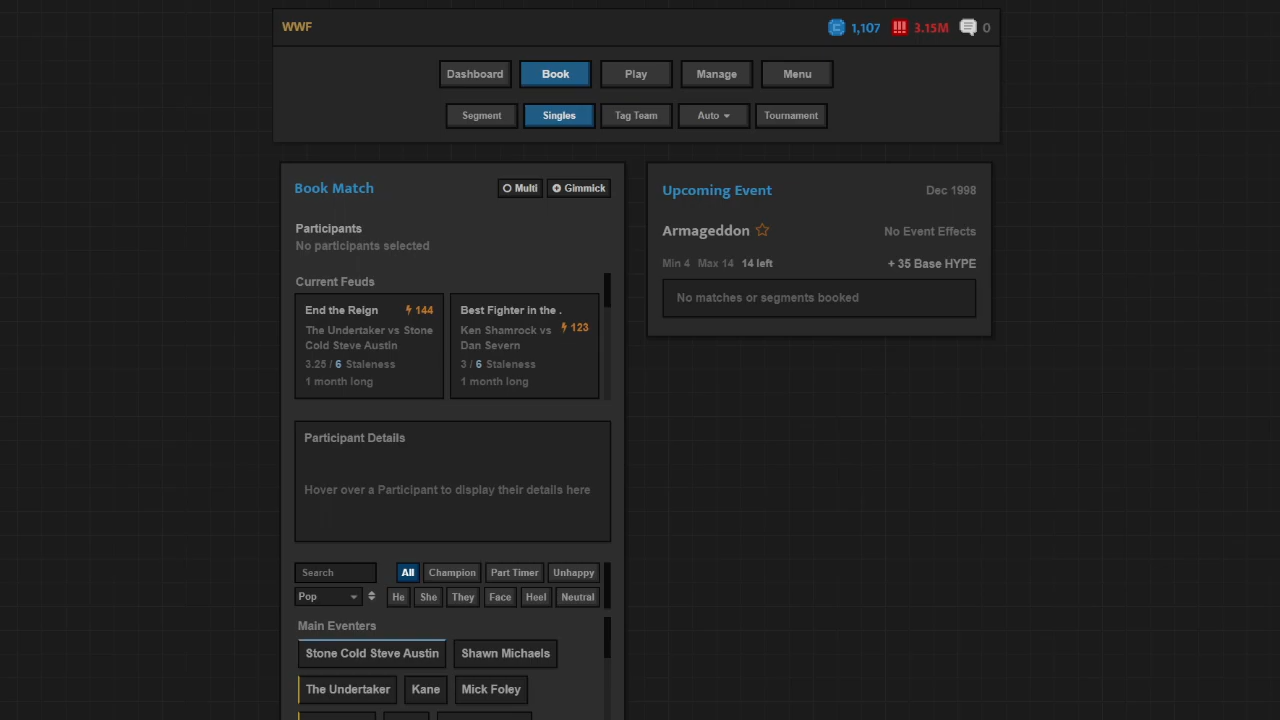 WWF
1,107 3.15M 0
Dashboard Book Play Manage Menu
Segment Singles Tag Team Auto Tournament
Book Match Multi Gimmick
Participants
No participants selected
Current Feuds
End the Reign 144
The Undertaker vs Stone
Cold Steve Austin
3.25 / 6 Staleness
1 month long
Best Fighter in the .
Ken Shamrock vs 123
Dan Severn
3 / 6 Staleness
1 month long
Participant Details
Hover over a Participant to display their details here
Search All Champion Part Timer Unhappy
Pop He She They Face Heel Neutral
Main Eventers
Stone Cold Steve Austin Shawn Michaels
The Undertaker Kane Mick Foley
Upcoming Event Dec 1998
Armageddon No Event Effects
Min 4 Max 14 14 left + 35 Base HYPE
No matches or segments booked